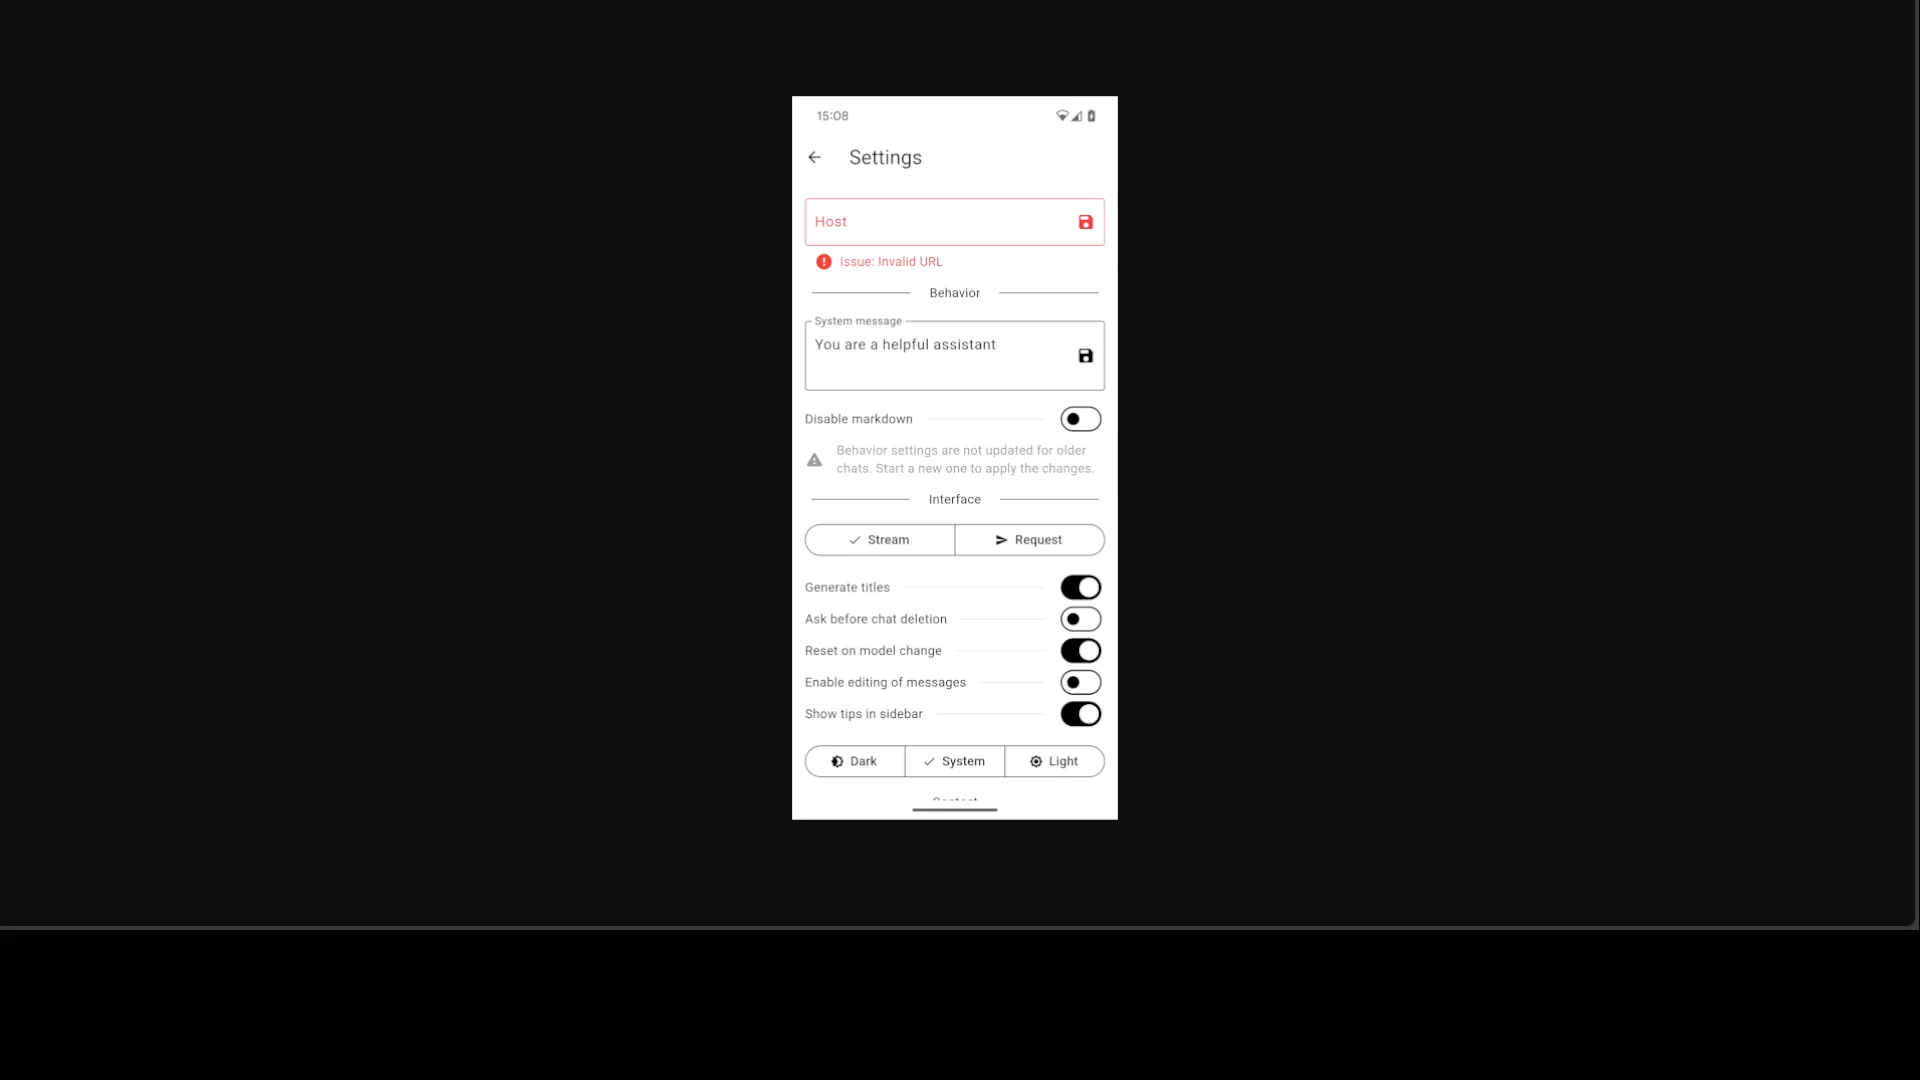 15:08
Settings
Host
Issue: Invalid URL
Behavior
System message
You are a helpful assistant
Disable markdown
Behavior settings are not updated for older
chats. Start a new one to apply the changes.
Interface
Stream
Request
Generate titles
Ask before chat deletion
Reset on model change
Enable editing of messages
Show tips in sidebar
Dark
System
Light